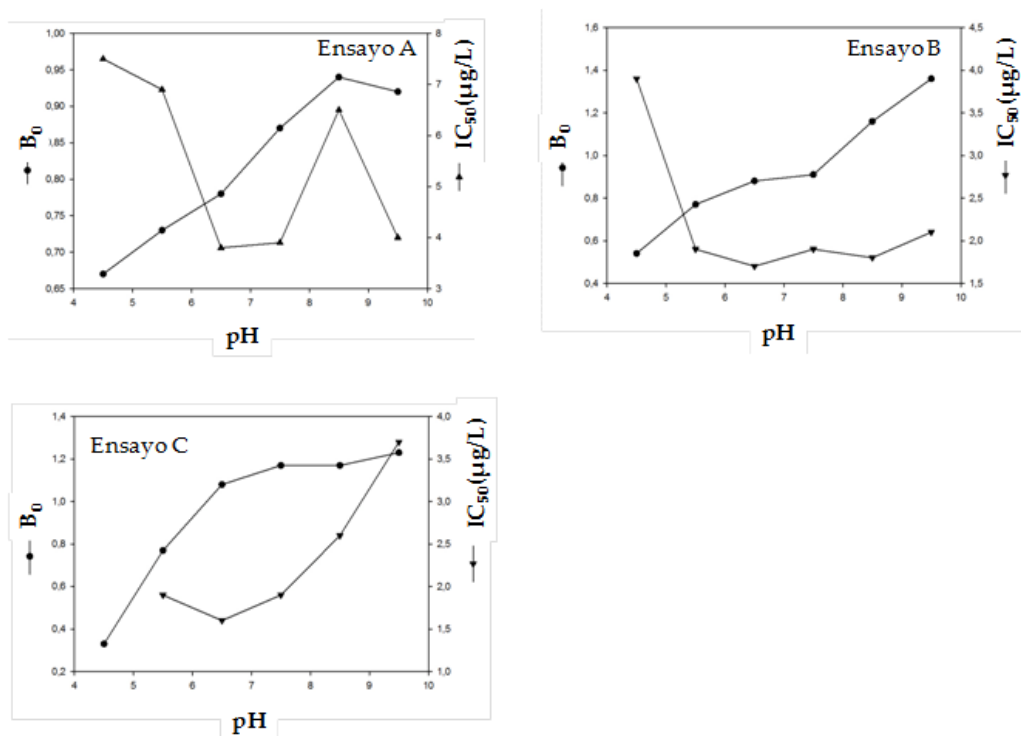 Ensayo A
B₀
1,00
0,95
0,90
0,85
0,80
0,75
0,70
0,65
IC₅₀(µg/L)
8
7
6
5
4
3
4 5 6 7 8 9 10
pH
Ensayo B
B₀
1,6
1,4
1,2
1,0
0,8
0,6
0,4
IC₅₀(µg/L)
4,5
4,0
3,5
3,0
2,5
2,0
1,5
4 5 6 7 8 9 10
pH
Ensayo C
B₀
1,4
1,2
1,0
0,8
0,6
0,4
0,2
IC₅₀(µg/L)
4,0
3,5
3,0
2,5
2,0
1,5
1,0
4 5 6 7 8 9 10
pH